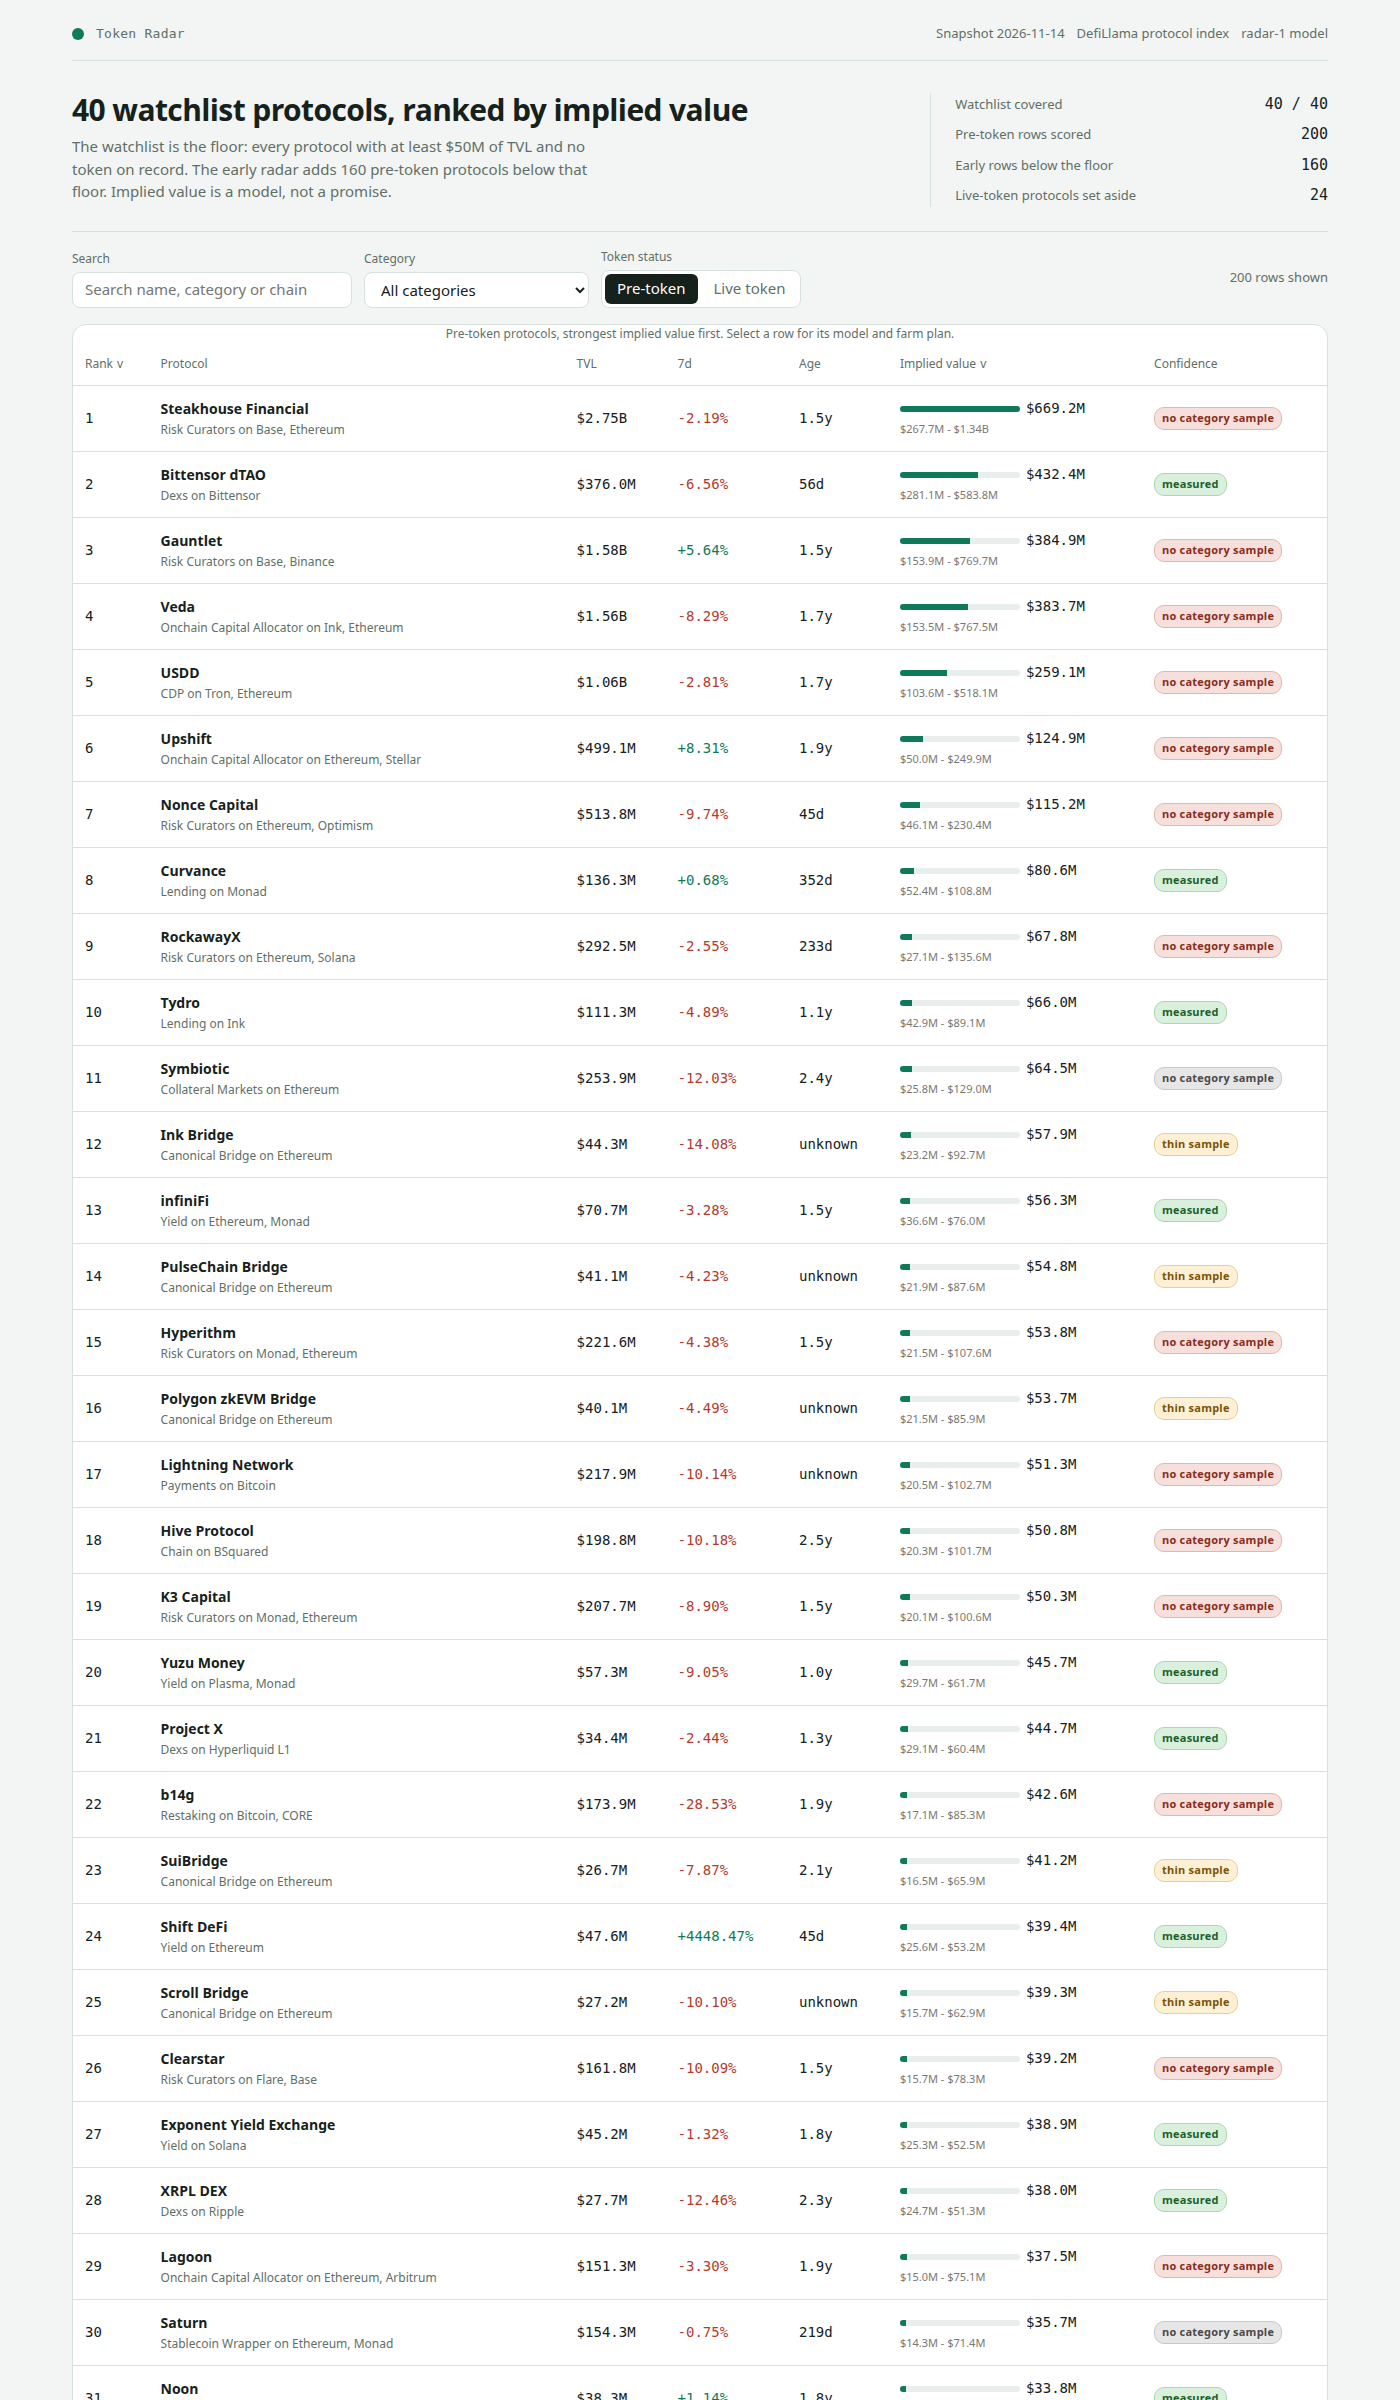 Token Radar
Snapshot 2026-11-14 DefiLlama protocol index radar-1 model
40 watchlist protocols, ranked by implied value
The watchlist is the floor: every protocol with at least $50M of TVL and no
token on record. The early radar adds 160 pre-token protocols below that
floor. Implied value is a model, not a promise.
Watchlist covered 40 / 40
Pre-token rows scored 200
Early rows below the floor 160
Live-token protocols set aside 24
Search
Category
Token status
Search name, category or chain
All categories
Pre-token Live token
200 rows shown
Pre-token protocols, strongest implied value first. Select a row for its model and farm plan.
Rank v Protocol TVL 7d Age Implied value v Confidence
1 Steakhouse Financial $2.75B -2.19% 1.5y $669.2M no category sample
Risk Curators on Base, Ethereum $267.7M - $1.34B
2 Bittensor dTAO $376.0M -6.56% 56d $432.4M measured
Dexs on Bittensor $281.1M - $583.8M
3 Gauntlet $1.58B +5.64% 1.5y $384.9M no category sample
Risk Curators on Base, Binance $153.9M - $769.7M
4 Veda $1.56B -8.29% 1.7y $383.7M no category sample
Onchain Capital Allocator on Ink, Ethereum $153.5M - $767.5M
5 USDD $1.06B -2.81% 1.7y $259.1M no category sample
CDP on Tron, Ethereum $103.6M - $518.1M
6 Upshift $499.1M +8.31% 1.9y $124.9M no category sample
Onchain Capital Allocator on Ethereum, Stellar $50.0M - $249.9M
7 Nonce Capital $513.8M -9.74% 45d $115.2M no category sample
Risk Curators on Ethereum, Optimism $46.1M - $230.4M
8 Curvance $136.3M +0.68% 352d $80.6M measured
Lending on Monad $52.4M - $108.8M
9 RockawayX $292.5M -2.55% 233d $67.8M no category sample
Risk Curators on Ethereum, Solana $27.1M - $135.6M
10 Tydro $111.3M -4.89% 1.1y $66.0M measured
Lending on Ink $42.9M - $89.1M
11 Symbiotic $253.9M -12.03% 2.4y $64.5M no category sample
Collateral Markets on Ethereum $25.8M - $129.0M
12 Ink Bridge $44.3M -14.08% unknown $57.9M thin sample
Canonical Bridge on Ethereum $23.2M - $92.7M
13 infiniFi $70.7M -3.28% 1.5y $56.3M measured
Yield on Ethereum, Monad $36.6M - $76.0M
14 PulseChain Bridge $41.1M -4.23% unknown $54.8M thin sample
Canonical Bridge on Ethereum $21.9M - $87.6M
15 Hyperithm $221.6M -4.38% 1.5y $53.8M no category sample
Risk Curators on Monad, Ethereum $21.5M - $107.6M
16 Polygon zkEVM Bridge $40.1M -4.49% unknown $53.7M thin sample
Canonical Bridge on Ethereum $21.5M - $85.9M
17 Lightning Network $217.9M -10.14% unknown $51.3M no category sample
Payments on Bitcoin $20.5M - $102.7M
18 Hive Protocol $198.8M -10.18% 2.5y $50.8M no category sample
Chain on BSquared $20.3M - $101.7M
19 K3 Capital $207.7M -8.90% 1.5y $50.3M no category sample
Risk Curators on Monad, Ethereum $20.1M - $100.6M
20 Yuzu Money $57.3M -9.05% 1.0y $45.7M measured
Yield on Plasma, Monad $29.7M - $61.7M
21 Project X $34.4M -2.44% 1.3y $44.7M measured
Dexs on Hyperliquid L1 $29.1M - $60.4M
22 b14g $173.9M -28.53% 1.9y $42.6M no category sample
Restaking on Bitcoin, CORE $17.1M - $85.3M
23 SuiBridge $26.7M -7.87% 2.1y $41.2M thin sample
Canonical Bridge on Ethereum $16.5M - $65.9M
24 Shift DeFi $47.6M +4448.47% 45d $39.4M measured
Yield on Ethereum $25.6M - $53.2M
25 Scroll Bridge $27.2M -10.10% unknown $39.3M thin sample
Canonical Bridge on Ethereum $15.7M - $62.9M
26 Clearstar $161.8M -10.09% 1.5y $39.2M no category sample
Risk Curators on Flare, Base $15.7M - $78.3M
27 Exponent Yield Exchange $45.2M -1.32% 1.8y $38.9M measured
Yield on Solana $25.3M - $52.5M
28 XRPL DEX $27.7M -12.46% 2.3y $38.0M measured
Dexs on Ripple $24.7M - $51.3M
29 Lagoon $151.3M -3.30% 1.9y $37.5M no category sample
Onchain Capital Allocator on Ethereum, Arbitrum $15.0M - $75.1M
30 Saturn $154.3M -0.75% 219d $35.7M no category sample
Stablecoin Wrapper on Ethereum, Monad $14.3M - $71.4M
31 Noon $38.3M +1.14% 1.8y $33.8M measured